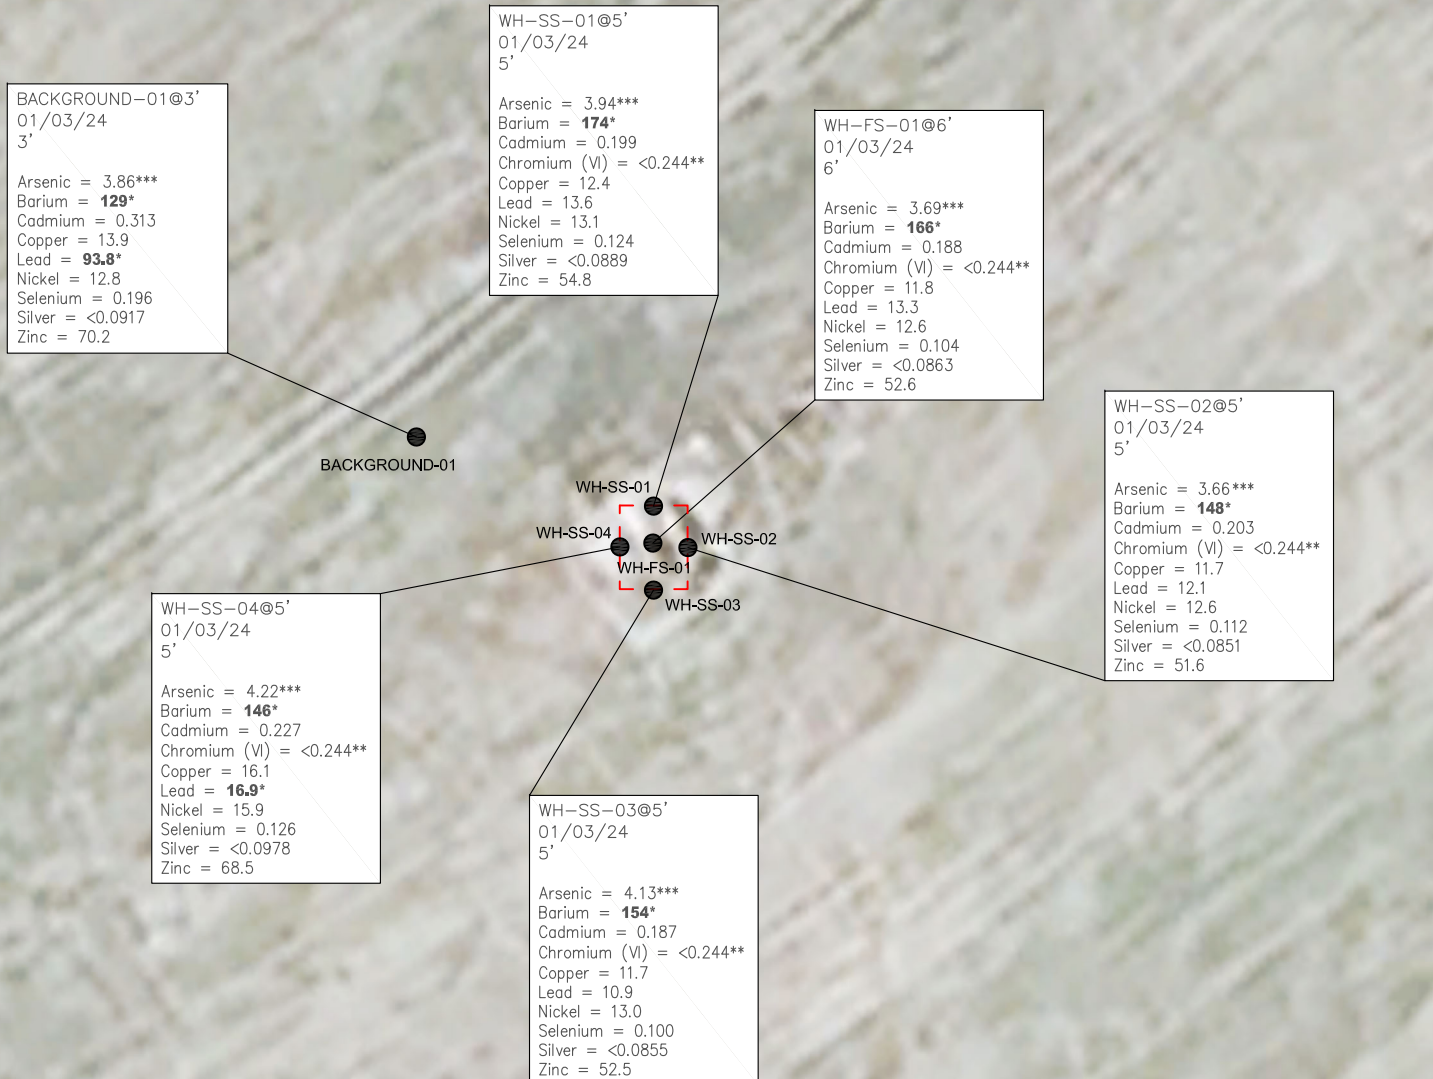 WH-SS-01@5'
01/03/24
5'
Arsenic = 3.94***
Barium = 174*
Cadmium = 0.199
Chromium (VI) = <0.244**
Copper = 12.4
Lead = 13.6
Nickel = 13.1
Selenium = 0.124
Silver = <0.0889
Zinc = 54.8
BACKGROUND-01@3'
01/03/24
3'
Arsenic = 3.86***
Barium = 129*
Cadmium = 0.313
Copper = 13.9
Lead = 93.8*
Nickel = 12.8
Selenium = 0.196
Silver = <0.0917
Zinc = 70.2
WH-FS-01@6'
01/03/24
6'
Arsenic = 3.69***
Barium = 166*
Cadmium = 0.188
Chromium (VI) = <0.244**
Copper = 11.8
Lead = 13.3
Nickel = 12.6
Selenium = 0.104
Silver = <0.0863
Zinc = 52.6
WH-SS-02@5'
01/03/24
5'
Arsenic = 3.66***
Barium = 148*
Cadmium = 0.203
Chromium (VI) = <0.244**
Copper = 11.7
Lead = 12.1
Nickel = 12.6
Selenium = 0.112
Silver = <0.0851
Zinc = 51.6
BACKGROUND-01
WH-SS-01
WH-SS-04
WH-SS-02
WH-FS-01
WH-SS-03
WH-SS-04@5'
01/03/24
5'
Arsenic = 4.22***
Barium = 146*
Cadmium = 0.227
Chromium (VI) = <0.244**
Copper = 16.1
Lead = 16.9*
Nickel = 15.9
Selenium = 0.126
Silver = <0.0978
Zinc = 68.5
WH-SS-03@5'
01/03/24
5'
Arsenic = 4.13***
Barium = 154*
Cadmium = 0.187
Chromium (VI) = <0.244**
Copper = 11.7
Lead = 10.9
Nickel = 13.0
Selenium = 0.100
Silver = <0.0855
Zinc = 52.5